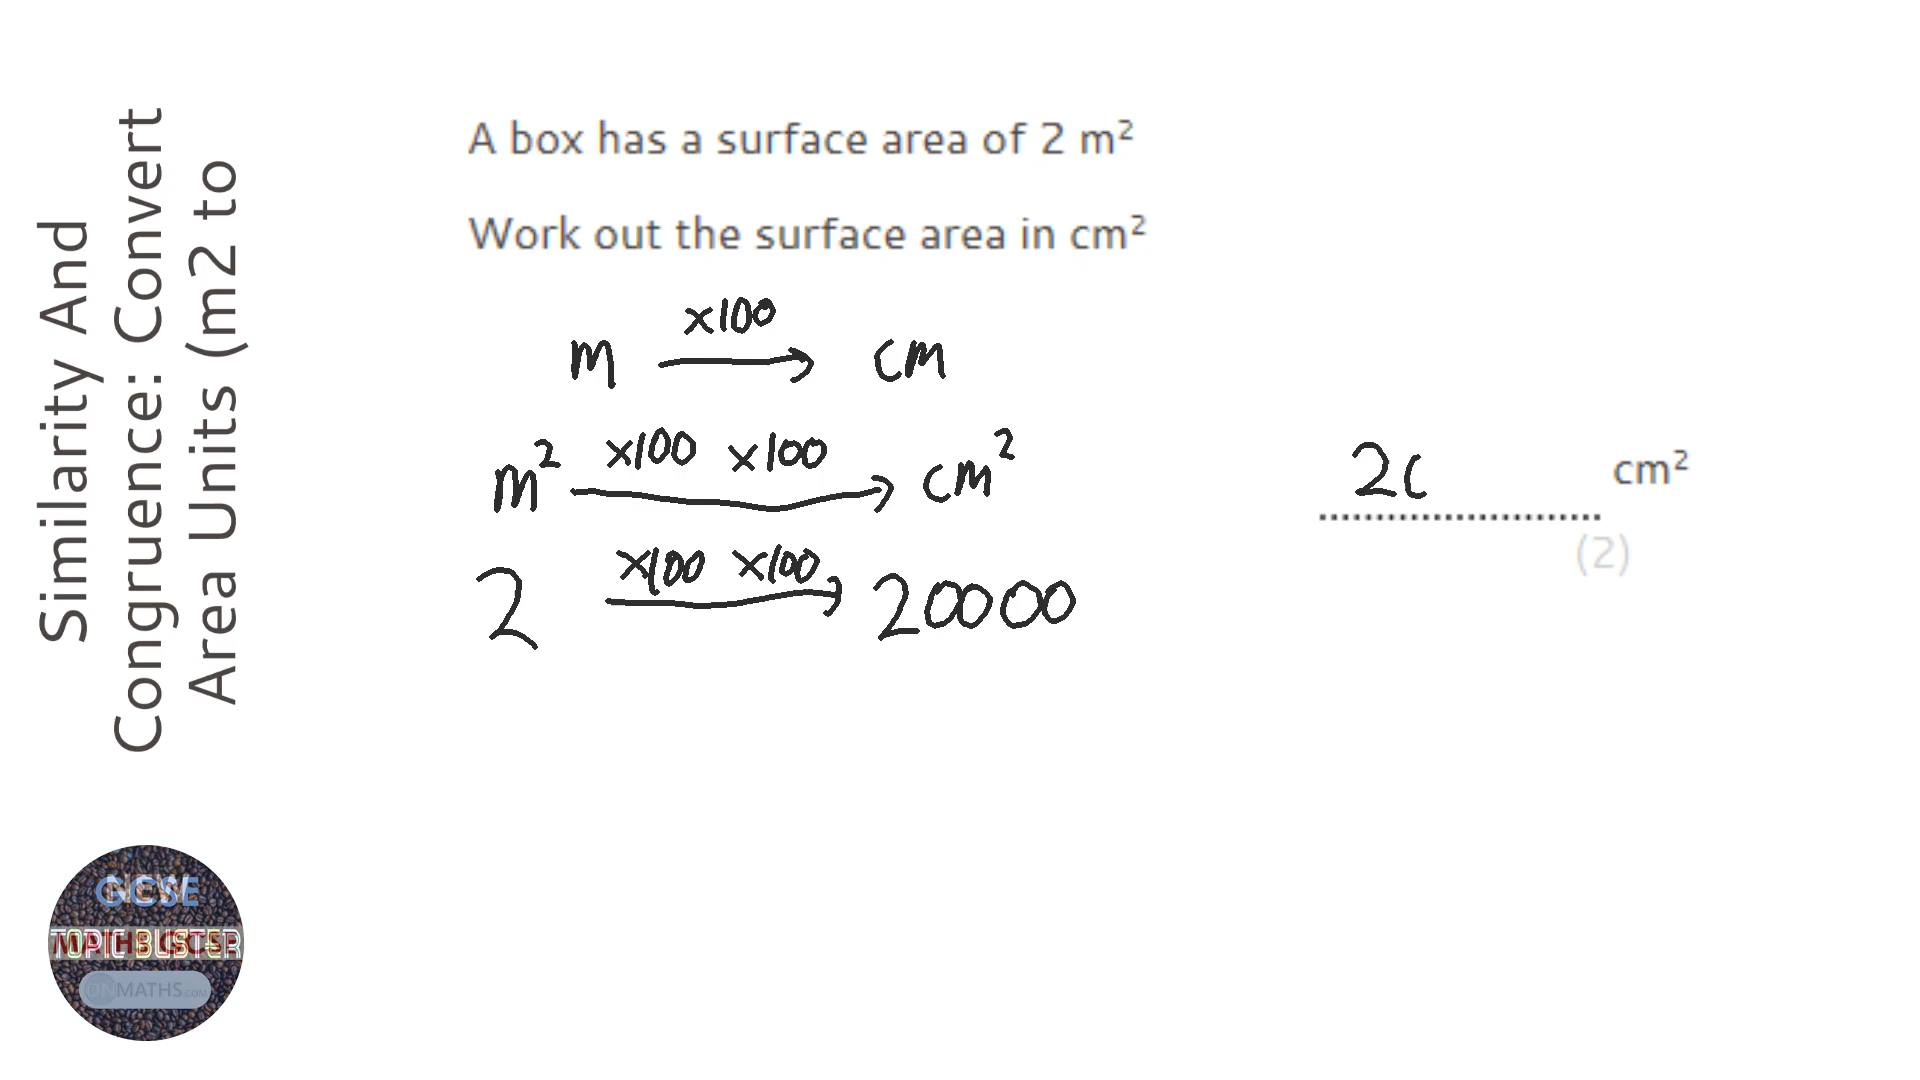 Similarity And
Congruence: Convert
Area Units (m2 to
A box has a surface area of 2 m²
Work out the surface area in cm²
×100
m → cm
×100 ×100
m² → cm²
×100 ×100
2 → 20000
2 cm²
(2)
GCSE
TOPIC BUSTER
ONMATHS.COM